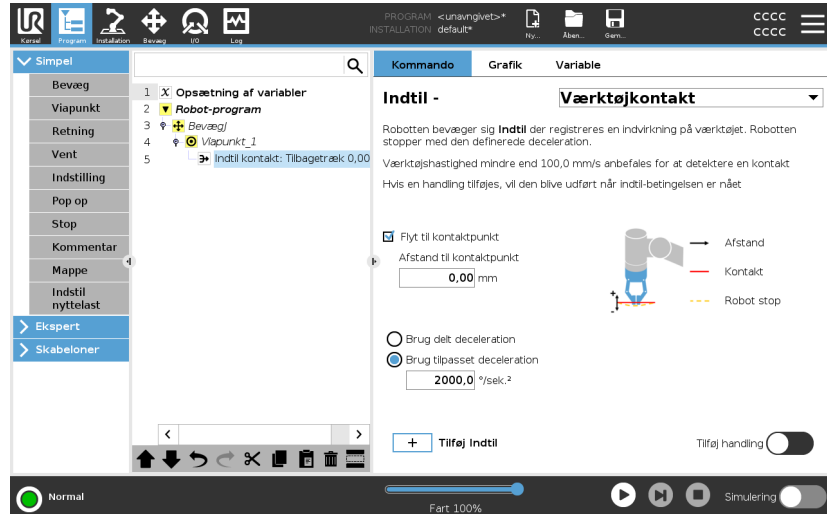 UR
PROGRAM <unavngivet>*
INSTALLATION default*
CCCC
CCCC
Kørsel Program Installation Bevæg I/O Log Ny... Åben... Gem...
Simpel
Bevæg
Viapunkt
Retning
Vent
Indstilling
Pop op
Stop
Kommentar
Mappe
Indstil
nyttelast
Ekspert
Skabeloner
1 X Opsætning af variabler
2 Robot-program
3 BevægJ
4 Viapunkt_1
5 Indtil kontakt: Tilbagetræk 0,00
Kommando Grafik Variable
Indtil - Værktøjkontakt
Robotten bevæger sig Indtil der registreres en indvirkning på værktøjet. Robotten
stopper med den definerede deceleration.
Værktøjshastighed mindre end 100,0 mm/s anbefales for at detektere en kontakt
Hvis en handling tilføjes, vil den blive udført når indtil-betingelsen er nået
Flyt til kontaktpunkt
Afstand til kontaktpunkt
0,00 mm
Afstand
Kontakt
Robot stop
+
-
Brug delt deceleration
Brug tilpasset deceleration
2000,0 °/sek.²
+ Tilføj Indtil
Tilføj handling
Normal
Fart 100%
Simulering